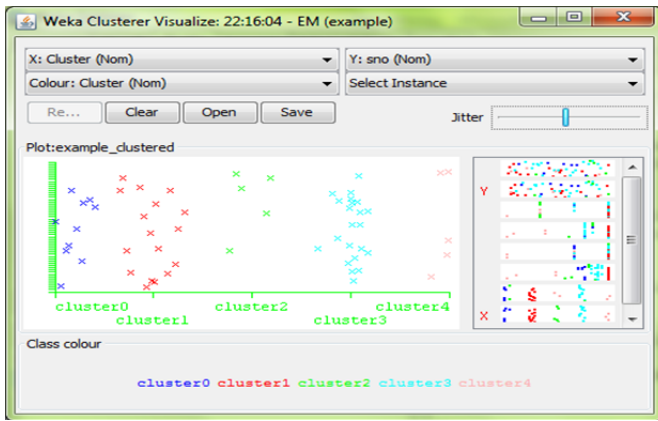 Weka Clusterer Visualize: 22:16:04 - EM (example)
X: Cluster (Nom)
Y: sno (Nom)
Colour: Cluster (Nom)
Select Instance
Re...
Clear
Open
Save
Jitter
Plot:example_clustered
Y
X
cluster0
cluster1
cluster2
cluster3
cluster4
Class colour
cluster0 cluster1 cluster2 cluster3 cluster4